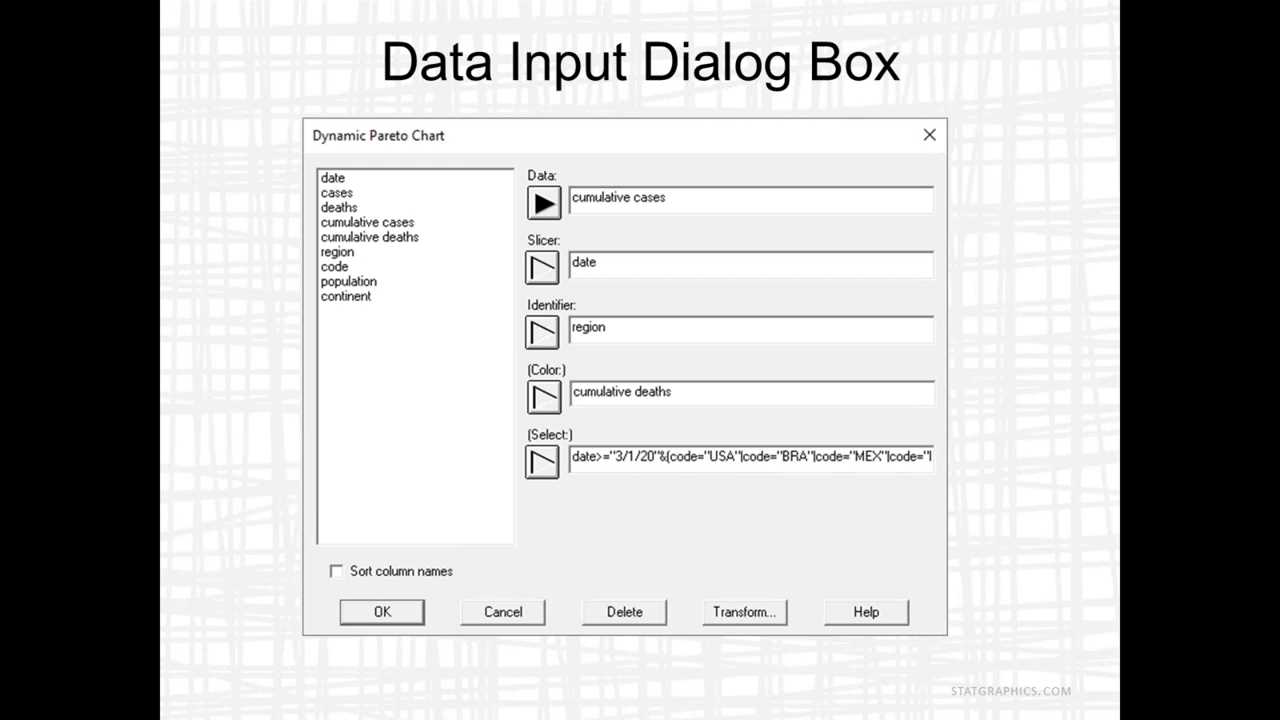 Data Input Dialog Box
Dynamic Pareto Chart
date
cases
deaths
cumulative cases
cumulative deaths
region
code
population
continent
Data:
cumulative cases
Slicer:
date
Identifier:
region
(Color:)
cumulative deaths
(Select:)
date>="3/1/20"&(code="USA"|code="BRA"|code="MEX"|code="I
Sort column names
OK
Cancel
Delete
Transform...
Help
STATGRAPHICS.COM